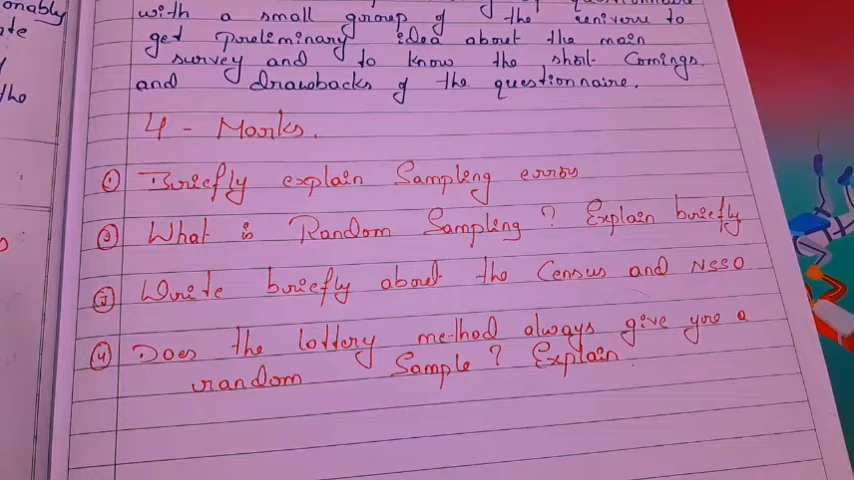 onably
with a small group of the universe to
get preliminary idea about the main
survey and to know the short comings
and drawbacks of the questionnaire.
the
4 - Marks.
① Briefly explain Sampling errors
② What is Random Sampling? Explain briefly
③ Write briefly about the Census and NSSO
④ Does the lottery method always give you a
random Sample? Explain.